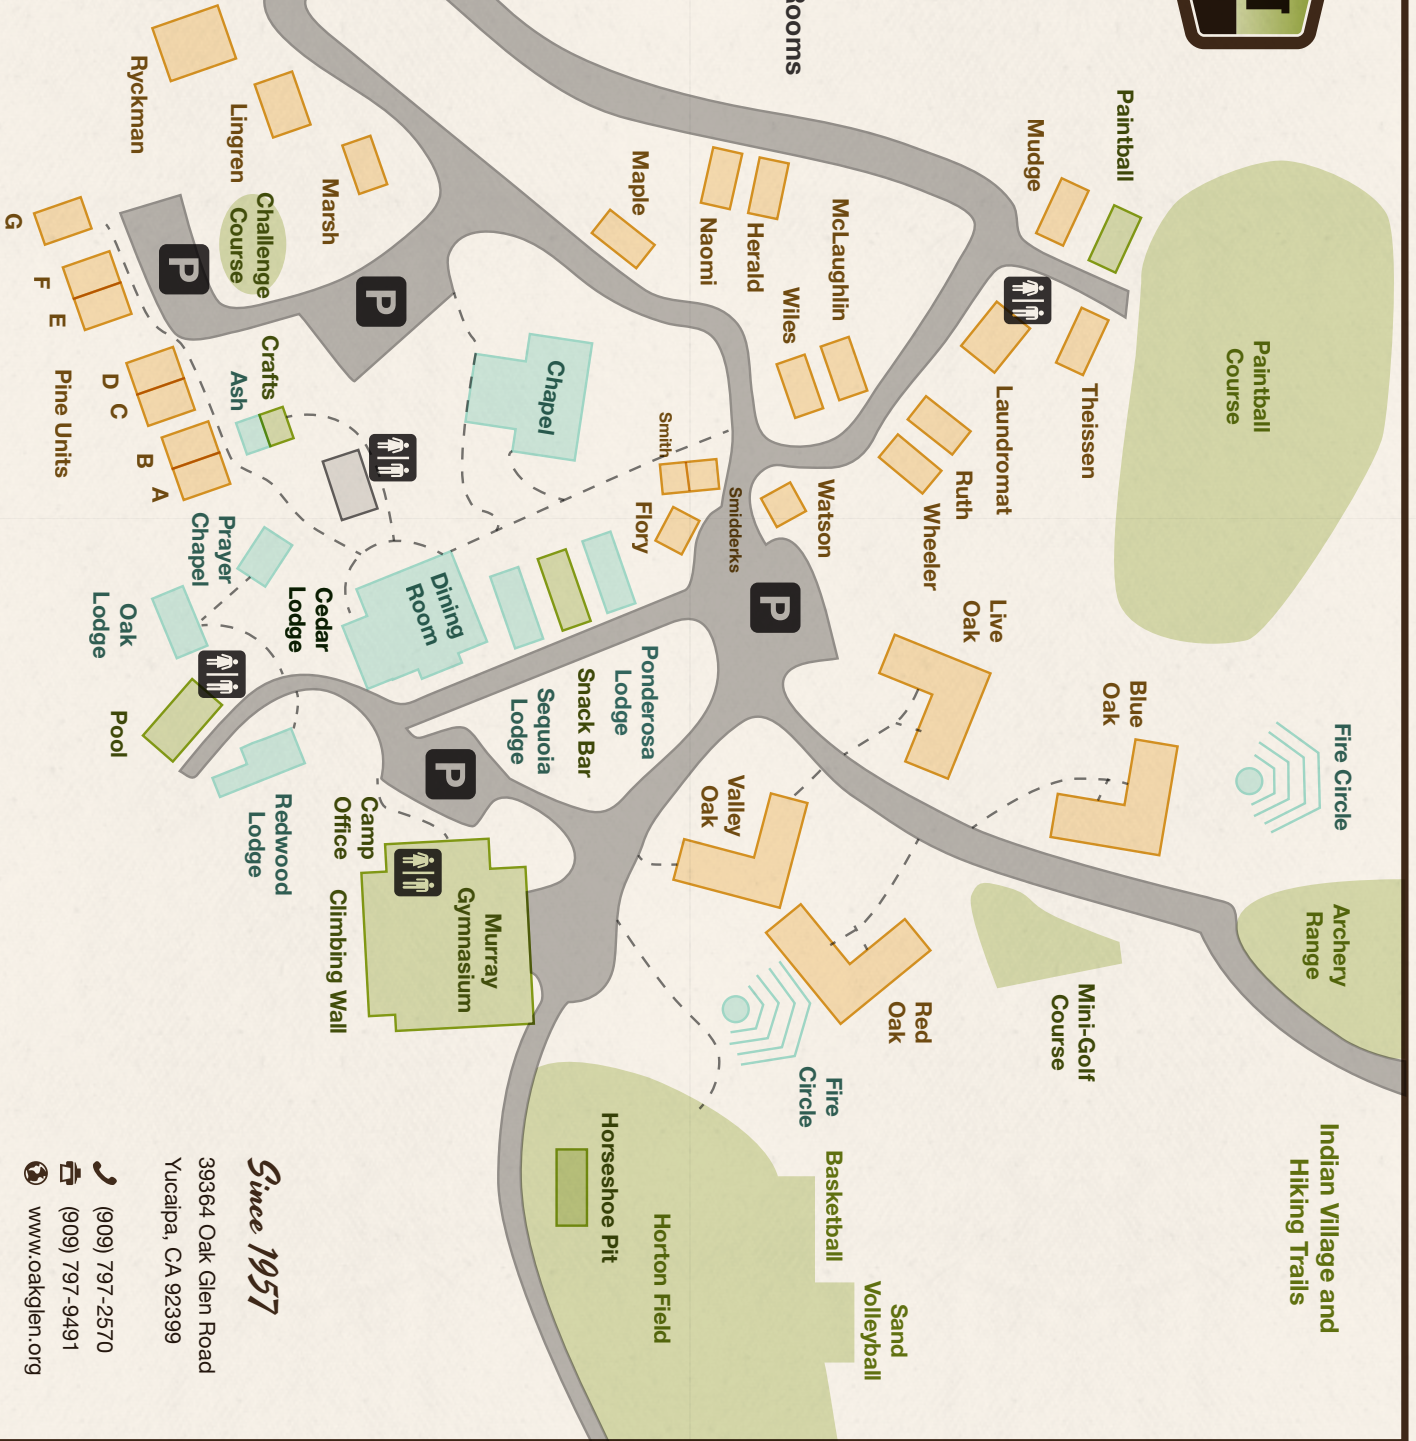 ooms
Paintball
Mudge
Paintball
Course
Theissen
Laundromat
Ruth
Wheeler
Watson
McLaughlin
Wiles
Herald
Naomi
Maple
Ryckman
Lingren
Marsh
Challenge
Course
P
P
G
F
E
D
C
B
A
Pine Units
Crafts
Ash
Chapel
Smith
Smidderks
Flory
P
Prayer
Chapel
Oak
Lodge
Cedar
Lodge
Dining
Room
Ponderosa
Lodge
Snack Bar
Sequoia
Lodge
Pool
Redwood
Lodge
P
Camp
Office
Climbing Wall
Murray
Gymnasium
Live
Oak
Blue
Oak
Valley
Oak
Red
Oak
Fire Circle
Fire
Circle
Archery
Range
Mini-Golf
Course
Indian Village and
Hiking Trails
Basketball
Sand
Volleyball
Horton Field
Horseshoe Pit
Since 1957
39364 Oak Glen Road
Yucaipa, CA 92399
(909) 797-2570
(909) 797-9491
www.oakglen.org